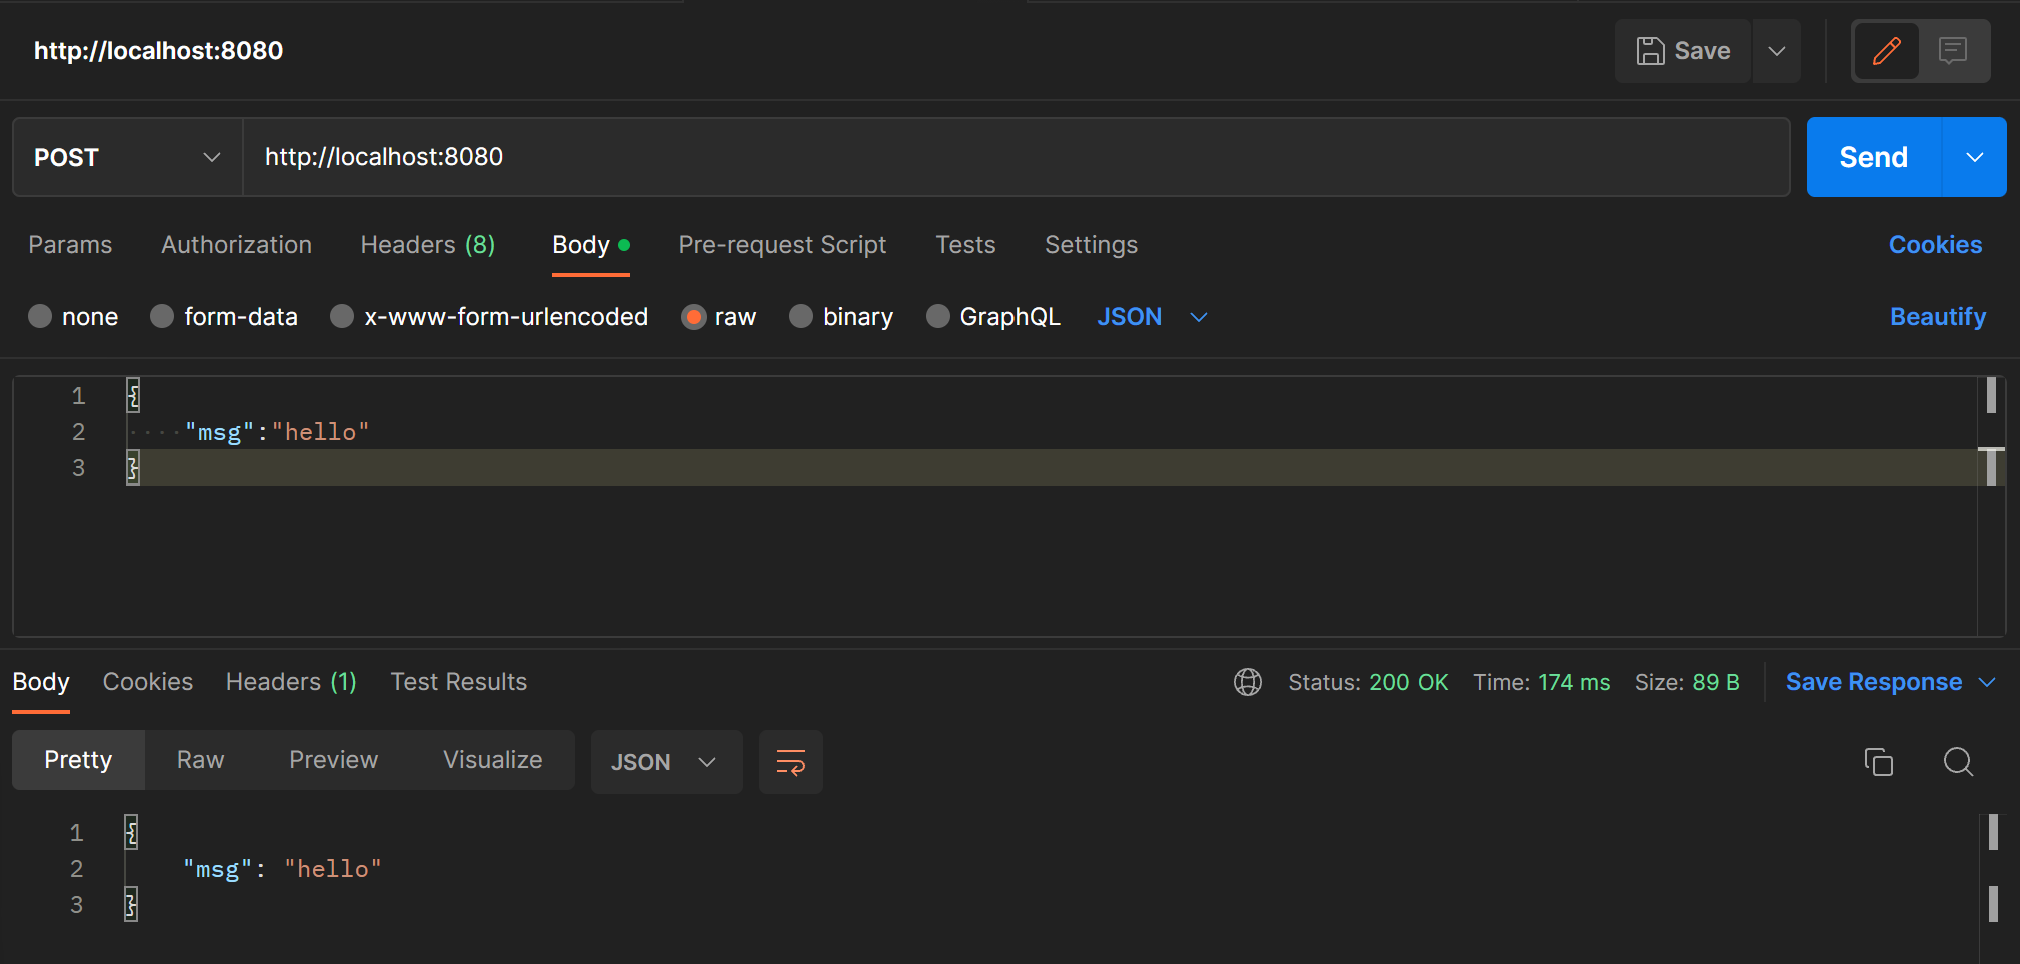 http://localhost:8080 Save
POST http://localhost:8080 Send
Params Authorization Headers (8) Body Pre-request Script Tests Settings Cookies
none form-data x-www-form-urlencoded raw binary GraphQL JSON Beautify
1 {
2 ····"msg":"hello"
3 }
Body Cookies Headers (1) Test Results Status: 200 OK Time: 174 ms Size: 89 B Save Response
Pretty Raw Preview Visualize JSON
1 {
2 "msg": "hello"
3 }